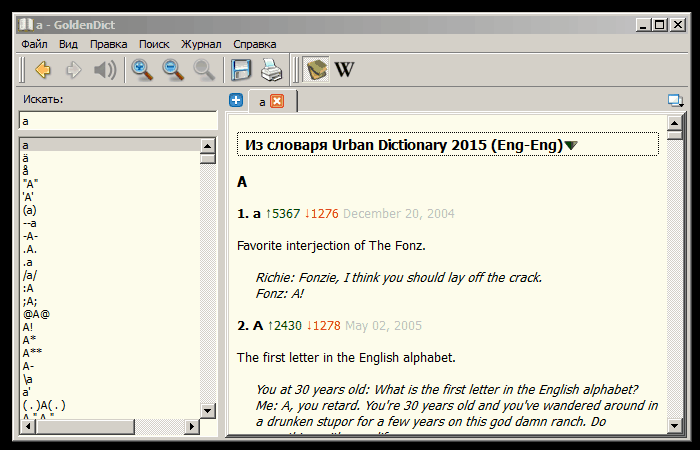 a - GoldenDict
Файл Вид Правка Поиск Журнал Справка
W
Искать:
a
a
a
ä
å
"A"
'A'
(a)
--a
-A-
.A.
.a
/a/
:A
;A;
@A@
A!
A*
A**
A-
\a
a'
(.)A(.)
Из словаря Urban Dictionary 2015 (Eng-Eng)
A
1. a ↑5367 ↓1276 December 20, 2004
Favorite interjection of The Fonz.
Richie: Fonzie, I think you should lay off the crack.
Fonz: A!
2. A ↑2430 ↓1278 May 02, 2005
The first letter in the English alphabet.
You at 30 years old: What is the first letter in the English alphabet?
Me: A, you retard. You're 30 years old and you've wandered around in
a drunken stupor for a few years on this god damn ranch. Do